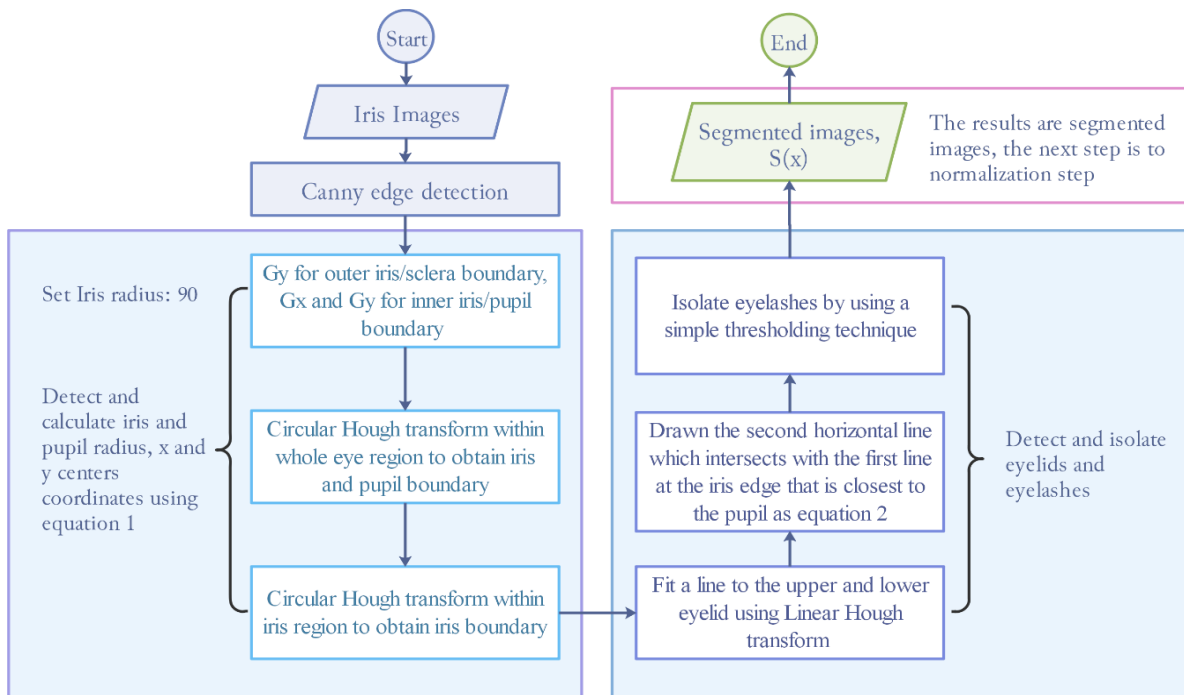 Start
Iris Images
Canny edge detection
Set Iris radius: 90
Gy for outer iris/sclera boundary,
Gx and Gy for inner iris/pupil
boundary
Detect and
calculate iris and
pupil radius, x and
y centers
coordinates using
equation 1
Circular Hough transform within
whole eye region to obtain iris
and pupil boundary
Circular Hough transform within
iris region to obtain iris boundary
Fit a line to the upper and lower
eyelid using Linear Hough
transform
Drawn the second horizontal line
which intersects with the first line
at the iris edge that is closest to
the pupil as equation 2
Isolate eyelashes by using a
simple thresholding technique
Detect and isolate
eyelids and
eyelashes
Segmented images,
S(x)
The results are segmented
images, the next step is to
normalization step
End